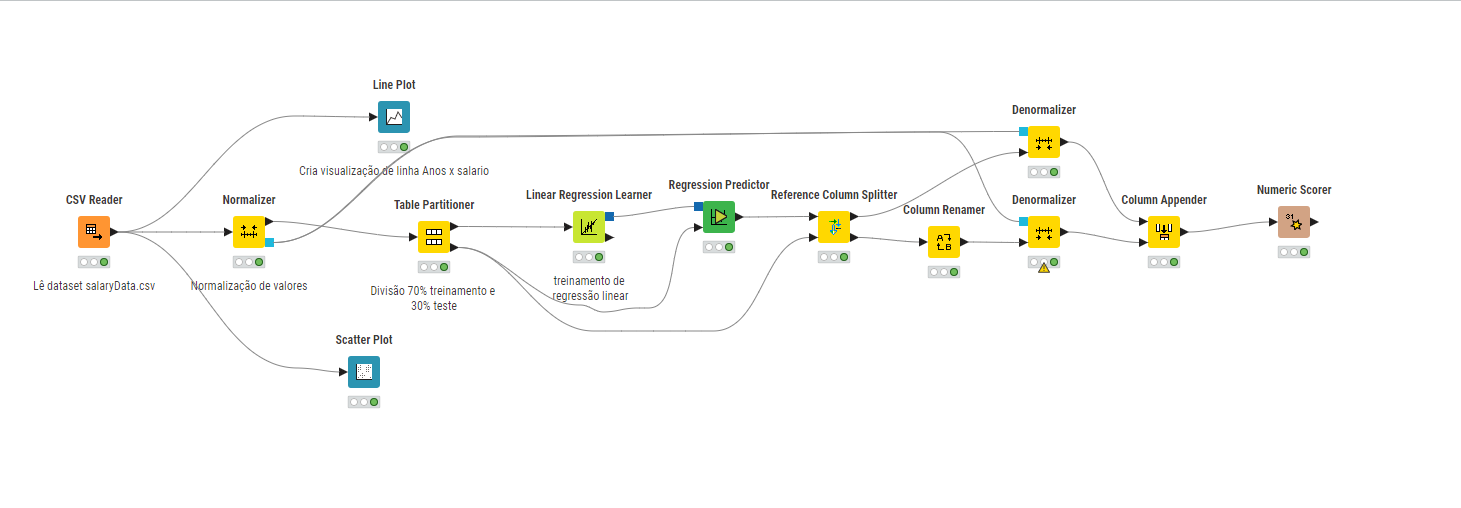 Line Plot
Cria visualização de linha Anos x salario
CSV Reader
Lê dataset salaryData.csv
Normalizer
Normalização de valores
Table Partitioner
Divisão 70% treinamento e
30% teste
Scatter Plot
Linear Regression Learner
treinamento de
regressão linear
Regression Predictor
Reference Column Splitter
Column Renamer
Denormalizer
Denormalizer
Column Appender
Numeric Scorer